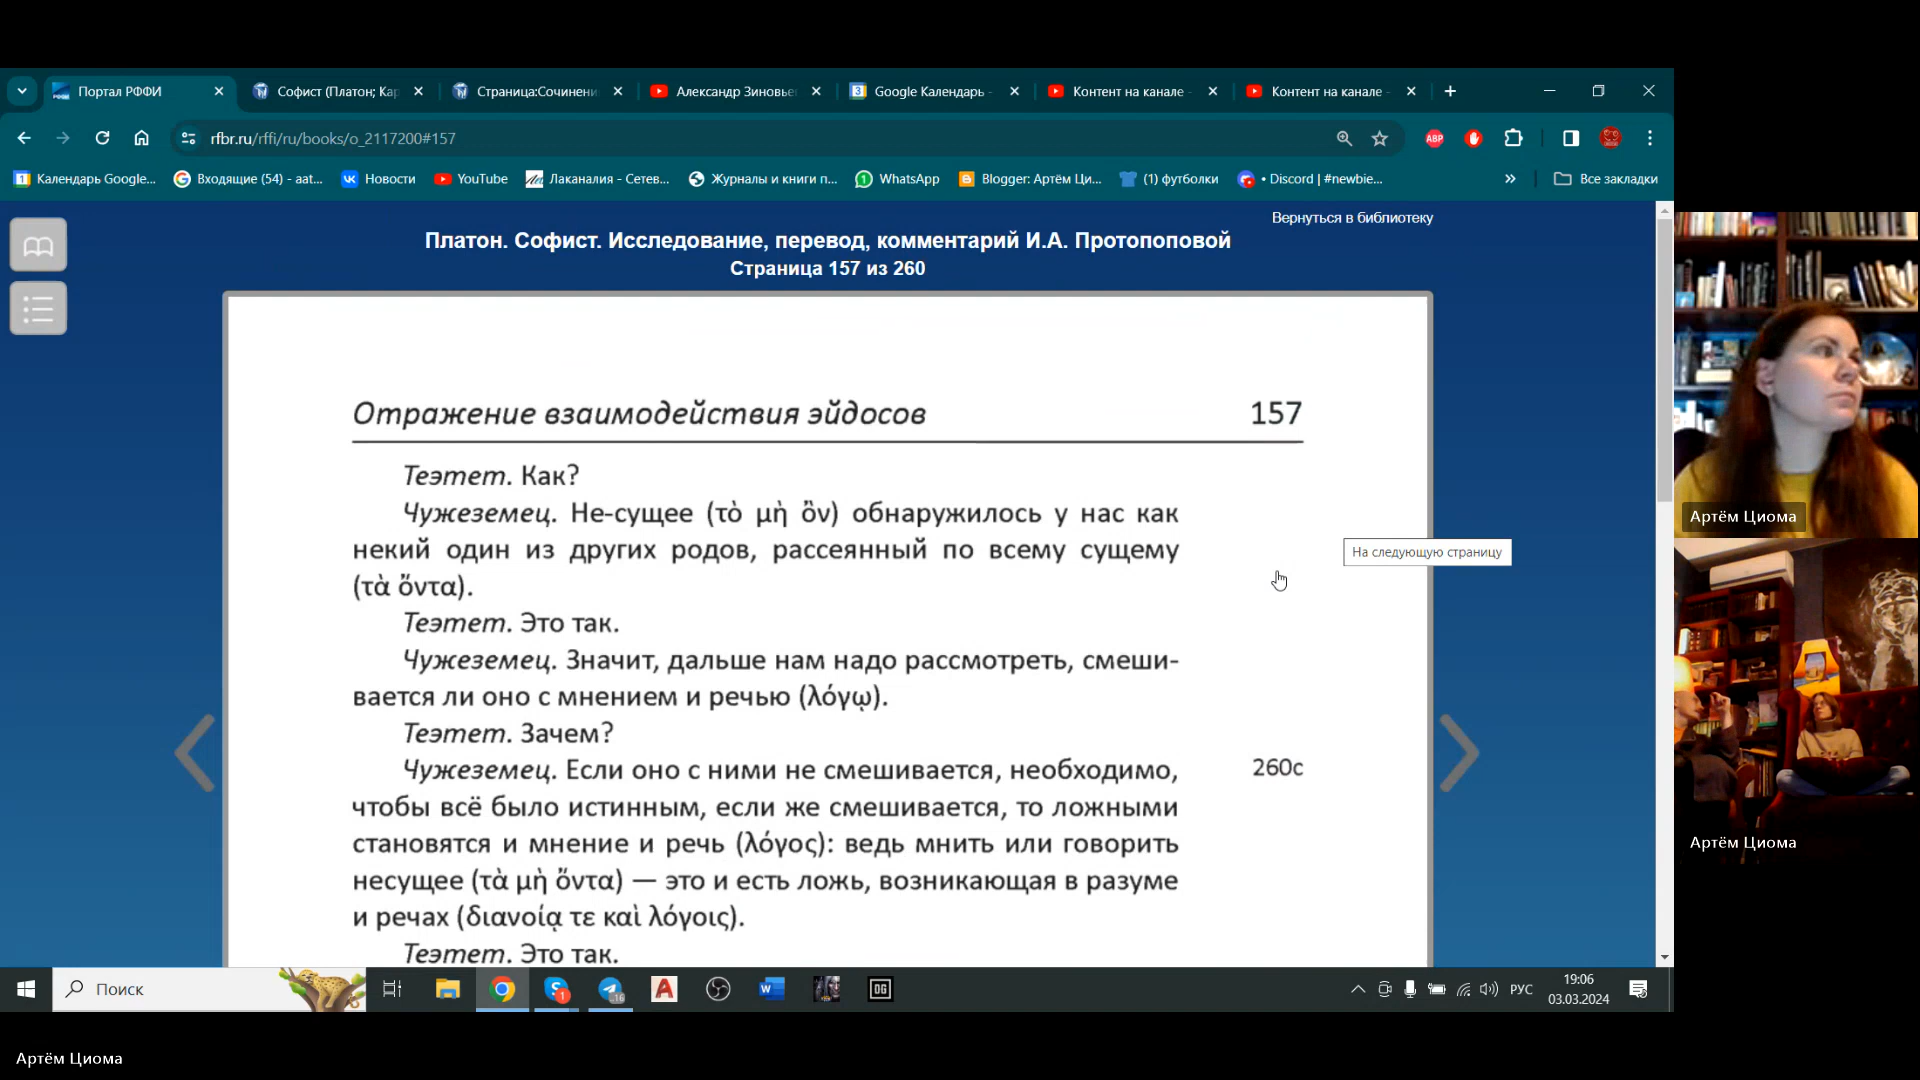 Портал РФФИ
Софист (Платон; Кар
Страница:Сочинени
Александр Зиновье
Google Календарь -
Контент на канале -
Контент на канале -
rfbr.ru/rffi/ru/books/o_2117200#157
ABP
Календарь Google...
Входящие (54) - aat...
Новости
YouTube
Лаканалия - Сетев...
Журналы и книги п...
WhatsApp
Blogger: Артём Ци...
(1) футболки
• Discord | #newbie...
»
Все закладки
Вернуться в библиотеку
Платон. Софист. Исследование, перевод, комментарий И.А. Протопоповой
Страница 157 из 260
Отражение взаимодействия эйдосов 157
Теэтет. Как?
Чужеземец. Не-сущее (τὸ μὴ ὄν) обнаружилось у нас как
некий один из других родов, рассеянный по всему сущему
(τὰ ὄντα).
Теэтет. Это так.
Чужеземец. Значит, дальше нам надо рассмотреть, смеши-
вается ли оно с мнением и речью (λόγῳ).
Теэтет. Зачем?
Чужеземец. Если оно с ними не смешивается, необходимо, 260c
чтобы всё было истинным, если же смешивается, то ложными
становятся и мнение и речь (λόγος): ведь мнить или говорить
несущее (τὰ μὴ ὄντα) — это и есть ложь, возникающая в разуме
и речах (διανοίᾳ τε καὶ λόγοις).
Теэтет. Это так.
На следующую страницу
Артём Циома
Артём Циома
Поиск
РУС
19:06
03.03.2024
Артём Циома